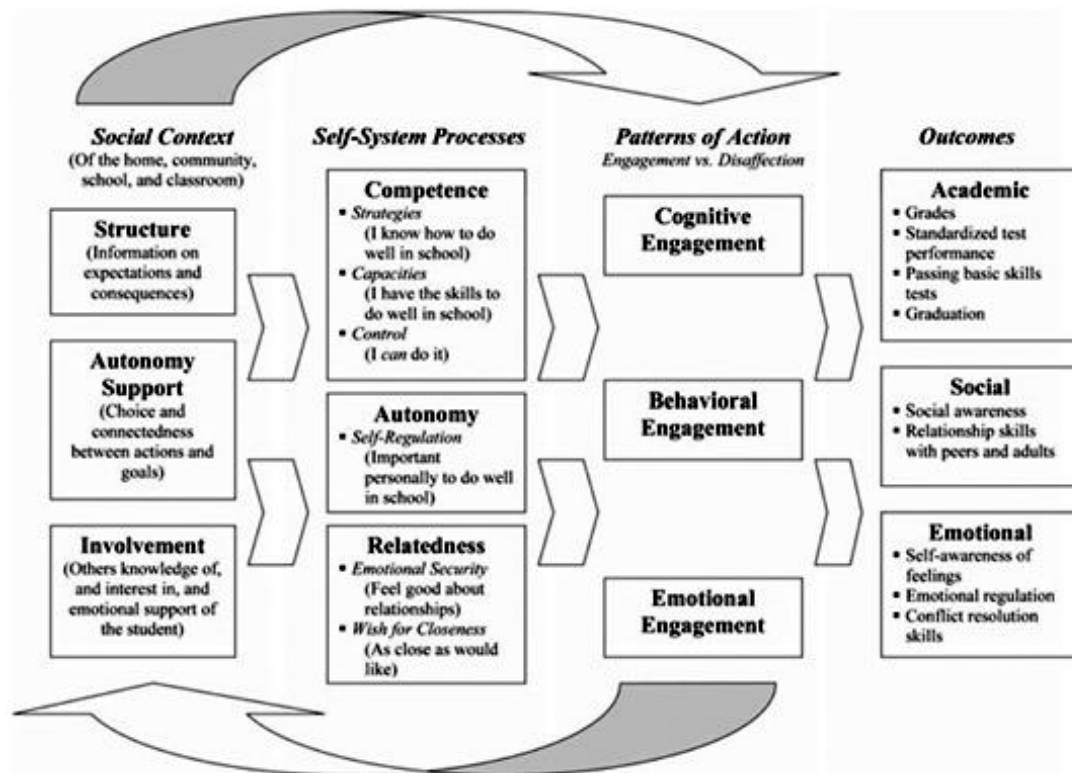 Social Context
(Of the home, community,
school, and classroom)
Structure
(Information on
expectations and
consequences)
Autonomy
Support
(Choice and
connectedness
between actions and
goals)
Involvement
(Others knowledge of,
and interest in, and
emotional support of
the student)
Self-System Processes
Competence
▪ Strategies
(I know how to do
well in school)
▪ Capacities
(I have the skills to
do well in school)
▪ Control
(I can do it)
Autonomy
▪ Self-Regulation
(Important
personally to do well
in school)
Relatedness
▪ Emotional Security
(Feel good about
relationships)
▪ Wish for Closeness
(As close as would
like)
Patterns of Action
Engagement vs. Disaffection
Cognitive
Engagement
Behavioral
Engagement
Emotional
Engagement
Outcomes
Academic
▪ Grades
▪ Standardized test
performance
▪ Passing basic skills
tests
▪ Graduation
Social
▪ Social awareness
▪ Relationship skills
with peers and adults
Emotional
▪ Self-awareness of
feelings
▪ Emotional regulation
▪ Conflict resolution
skills